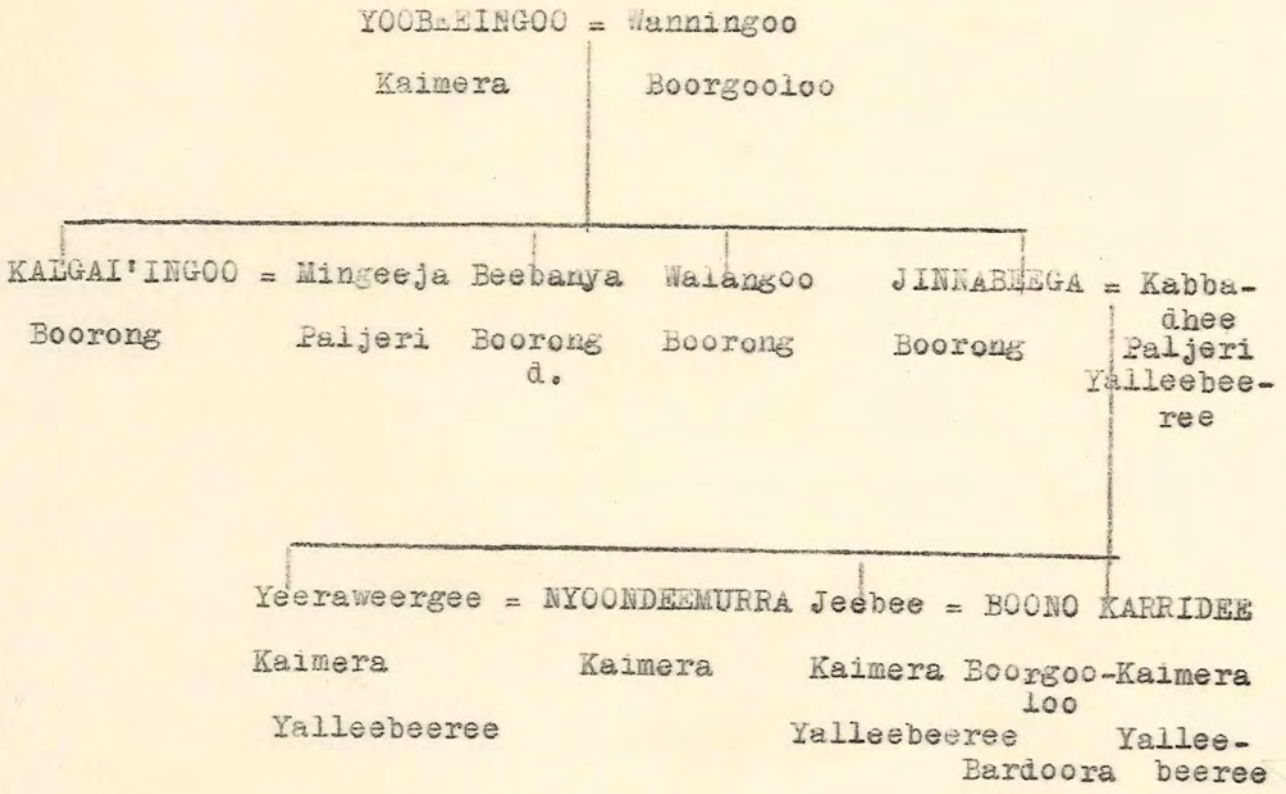 YOOBAEINGOO = Wanningoo
Kaimera Boorgooloo
KALGAI'INGOO = Mingeeja Beebanya Walangoo JINNABEEGA = Kabba-
dhee
Boorong Paljeri Boorong Boorong Boorong Paljeri
d. Yalleebee-
ree
Yeeraweergee = NYOONDEEMURRA Jeebee = BOONO KARRIDEE
Kaimera Kaimera Kaimera Boorgoo-Kaimera
loo
Yalleebeeree Yalleebeeree Yallee-
Bardoora beeree